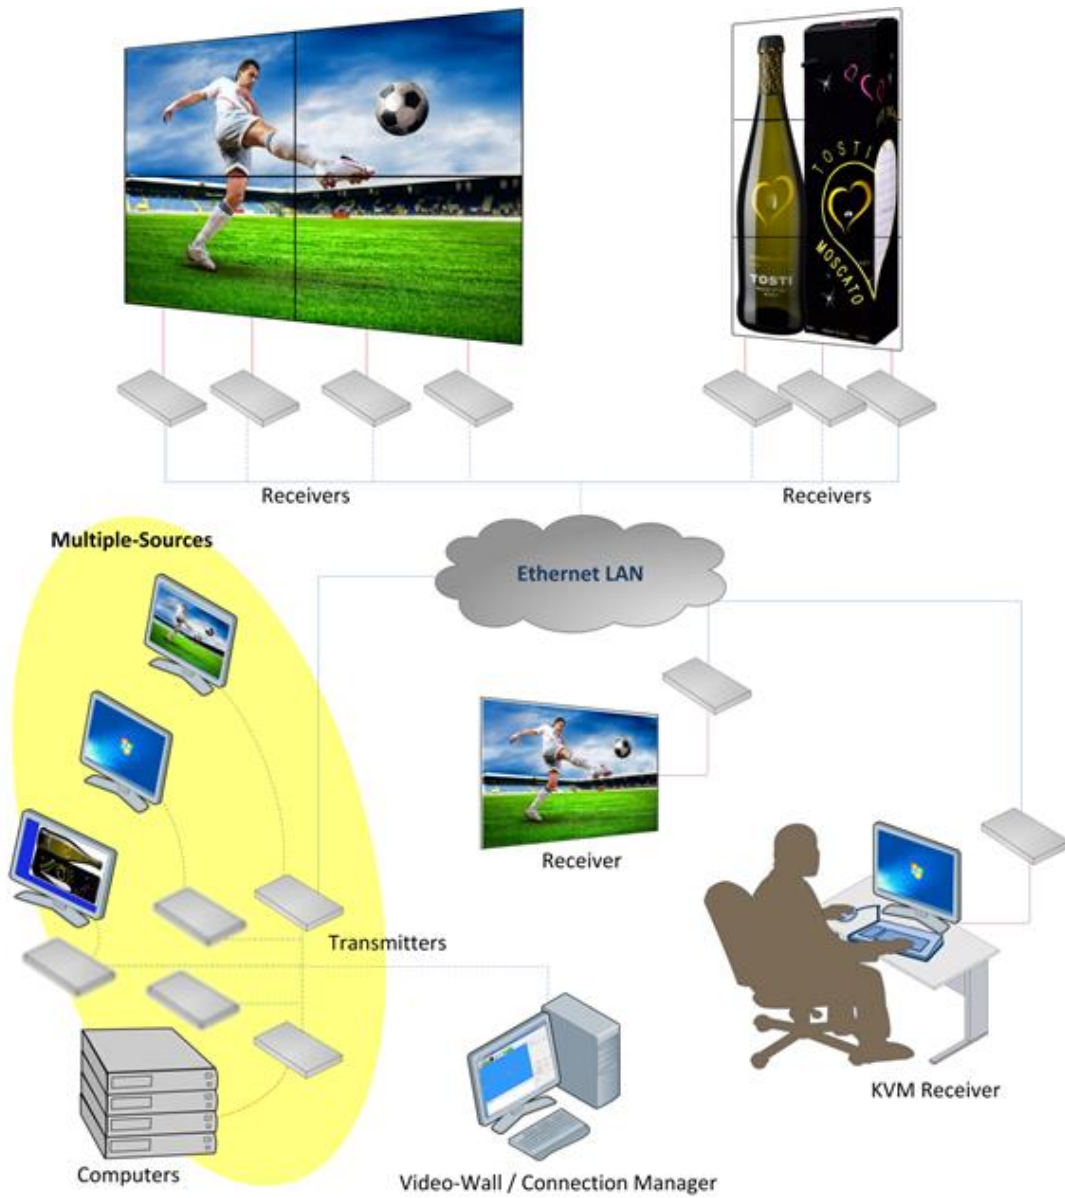 TOSTI
MOSCATO
TOSTI
Receivers
Receivers
Multiple-Sources
Ethernet LAN
Receiver
Transmitters
KVM Receiver
Computers
Video-Wall / Connection Manager